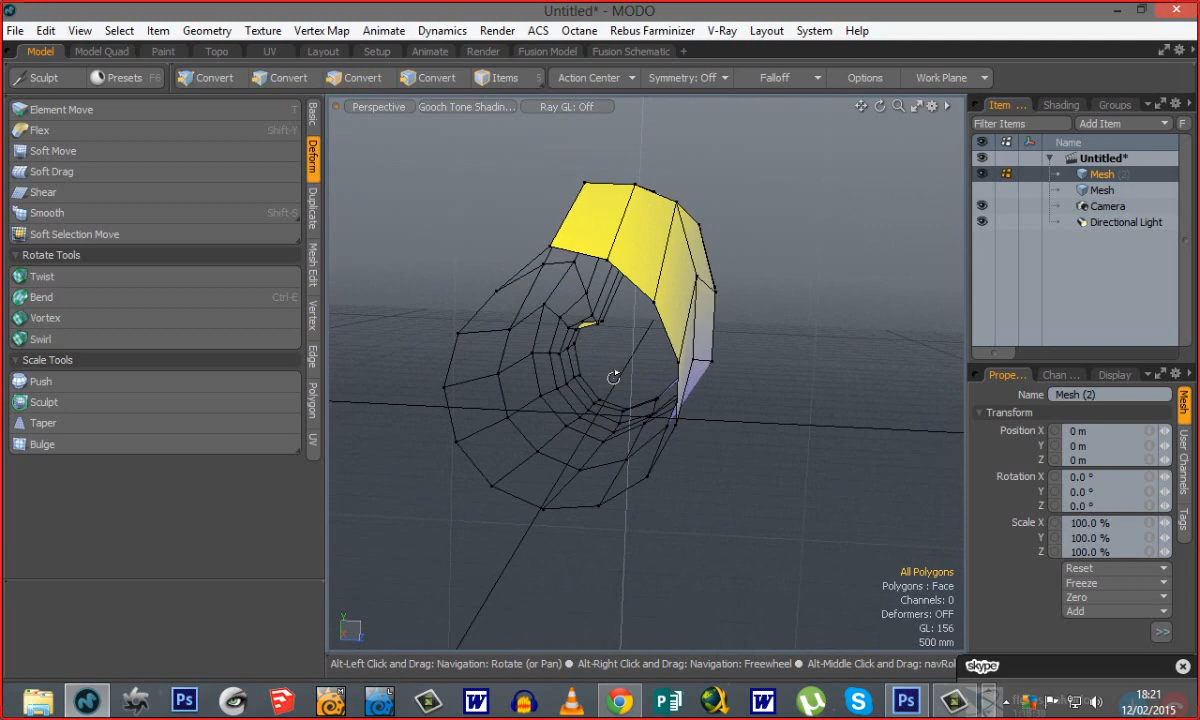 Untitled* - MODO
File Edit View Select Item Geometry Texture Vertex Map Animate Dynamics Render ACS Octane Rebus Farminizer V-Ray Layout System Help
Model Model Quad Paint Topo UV Layout Setup Animate Render Fusion Model Fusion Schematic +
Sculpt Presets F6 Convert Convert Convert Convert Items 5 Action Center Symmetry: Off Falloff Options Work Plane
Element Move T
Flex Shift-Y
Soft Move
Soft Drag
Shear
Smooth Shift-S
Soft Selection Move
Rotate Tools
Twist
Bend Ctrl-E
Vortex
Swirl
Scale Tools
Push
Sculpt
Taper
Bulge
Basic
Deform
Duplicate
Mesh Edit
Vertex
Edge
Polygon
UV
Perspective Gooch Tone Shadin... Ray GL: Off
All Polygons
Polygons : Face
Channels: 0
Deformers: OFF
GL: 156
500 mm
Y
Alt-Left Click and Drag: Navigation: Rotate (or Pan) ● Alt-Right Click and Drag: Navigation: Freewheel ● Alt-Middle Click and Drag: navRol
Item ... Shading Groups
Filter Items Add Item F
Name
Untitled*
Mesh (2)
Mesh
Camera
Directional Light
Prope... Chan ... Display
Name Mesh (2)
Transform
Position X 0 m
Y 0 m
Z 0 m
Rotation X 0.0 °
Y 0.0 °
Z 0.0 °
Scale X 100.0 %
Y 100.0 %
Z 100.0 %
Reset
Freeze
Zero
Add
>>
Mesh
User Channels
Tags
skype
18:21
12/02/2015